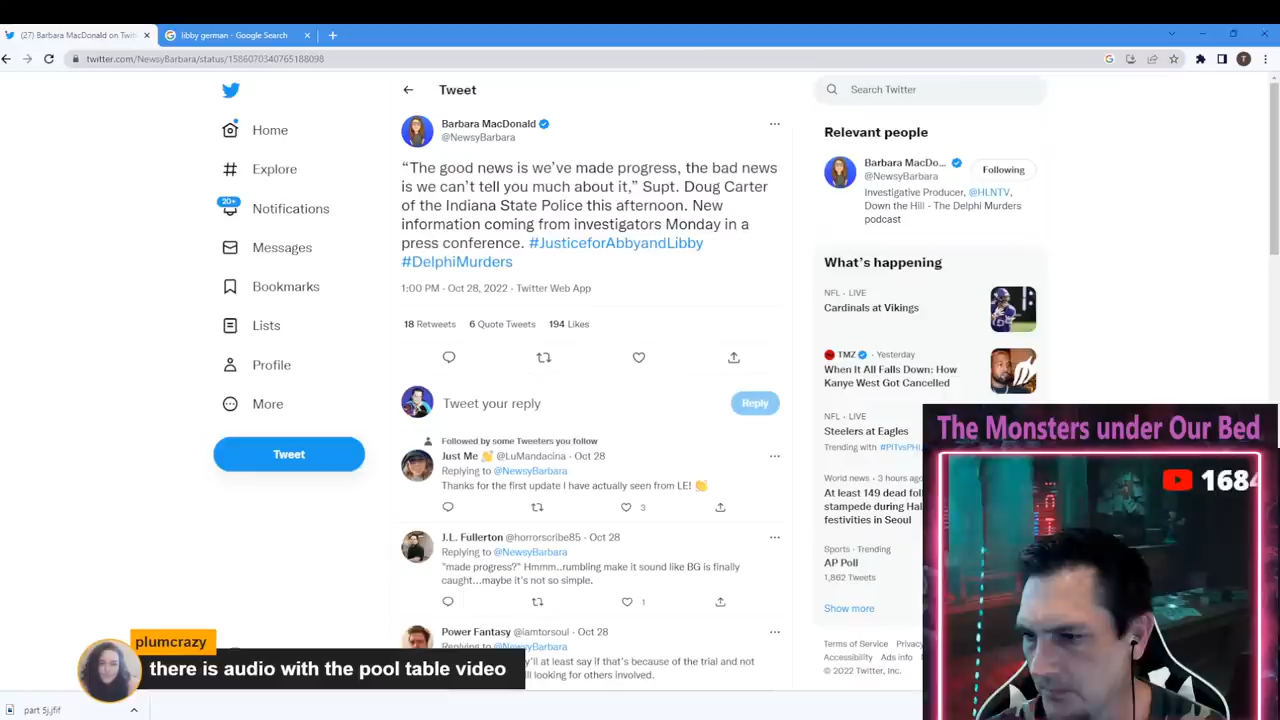 (27) Barbara MacDonald on Twit
libby german - Google Search
twitter.com/NewsyBarbara/status/1586070340765188098
T
Home
Explore
20+
Notifications
Messages
Bookmarks
Lists
Profile
More
Tweet
Tweet
Barbara MacDonald
@NewsyBarbara
“The good news is we’ve made progress, the bad news
is we can’t tell you much about it,” Supt. Doug Carter
of the Indiana State Police this afternoon. New
information coming from investigators Monday in a
press conference. #JusticeforAbbyandLibby
#DelphiMurders
1:00 PM · Oct 28, 2022 · Twitter Web App
18 Retweets 6 Quote Tweets 194 Likes
Tweet your reply
Reply
Followed by some Tweeters you follow
Just Me @LuMandacina · Oct 28
Replying to @NewsyBarbara
Thanks for the first update I have actually seen from LE!
3
J.L. Fullerton @horrorscribe85 · Oct 28
Replying to @NewsyBarbara
"made progress?" Hmmm..rumbling make it sound like BG is finally
caught...maybe it's not so simple.
1
Power Fantasy @iamtorsoul · Oct 28
@NewsyBarbara
'll at least say if that's because of the trial and not
looking for others involved.
Search Twitter
Relevant people
Barbara MacDo...
@NewsyBarbara
Following
Investigative Producer, @HLNTV,
Down the Hill - The Delphi Murders
podcast
What's happening
NFL · LIVE
Cardinals at Vikings
TMZ · Yesterday
When It All Falls Down: How
Kanye West Got Cancelled
NFL · LIVE
Steelers at Eagles
Trending with #PITvsPHI,
World news · 3 hours ago
At least 149 dead
stampede during
festivities in Seoul
Sports · Trending
AP Poll
1,862 Tweets
Show more
Terms of Service Privacy
Accessibility Ads info
© 2022 Twitter, Inc.
The Monsters under Our Bed
168
plumcrazy
there is audio with the pool table video
part 5j.jfif